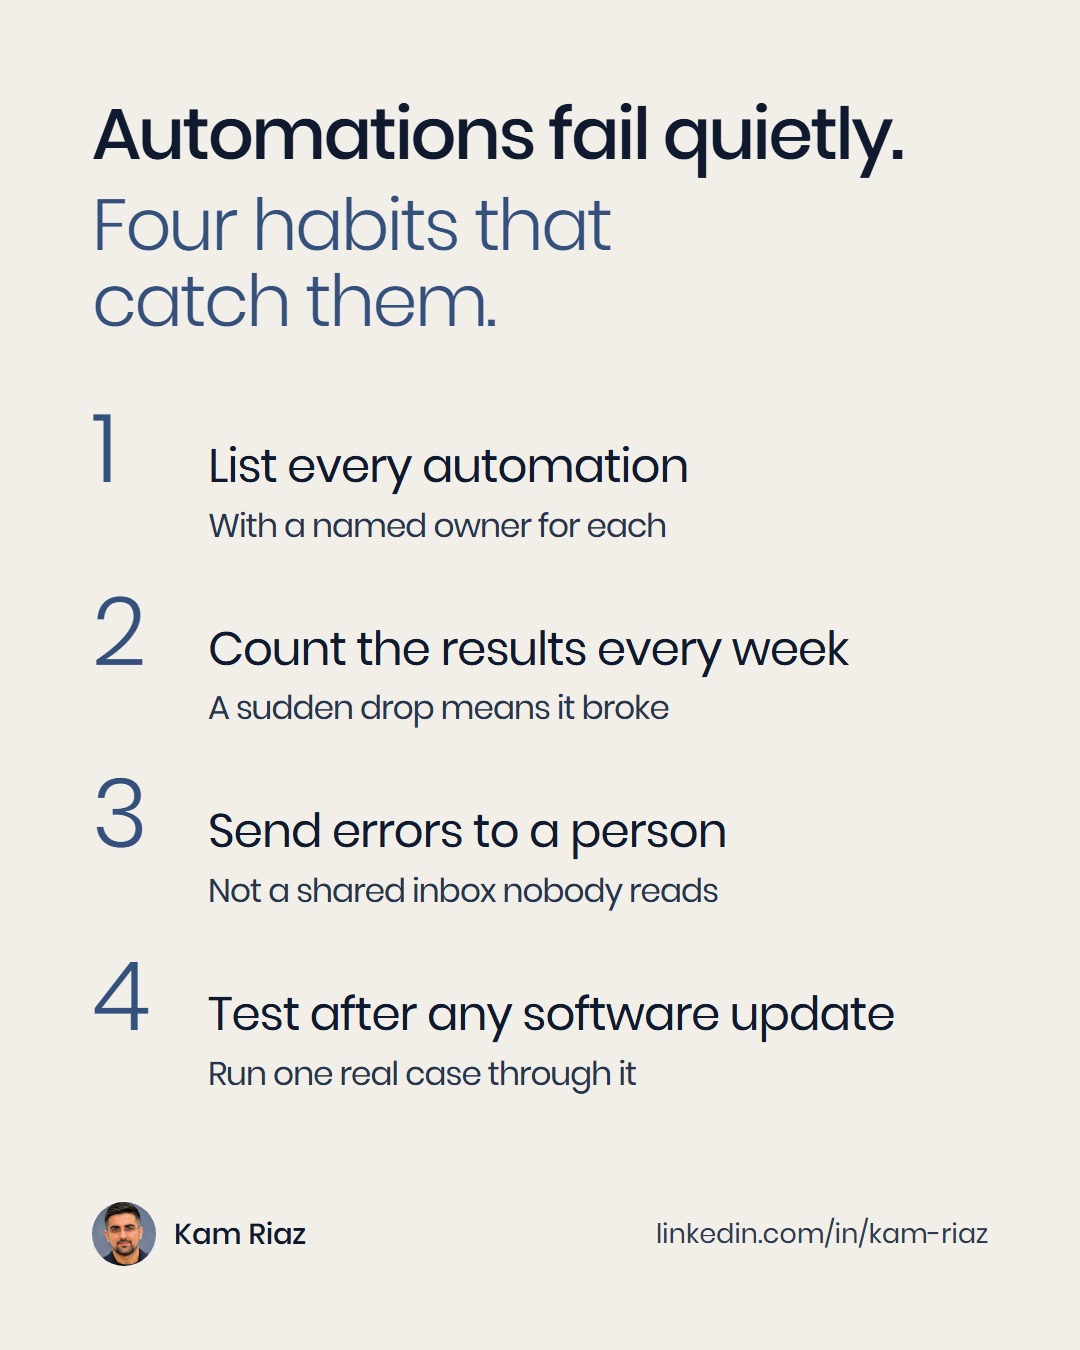 Automations fail quietly.
Four habits that
catch them.
1
List every automation
With a named owner for each
2
Count the results every week
A sudden drop means it broke
3
Send errors to a person
Not a shared inbox nobody reads
4
Test after any software update
Run one real case through it
Kam Riaz
linkedin.com/in/kam-riaz